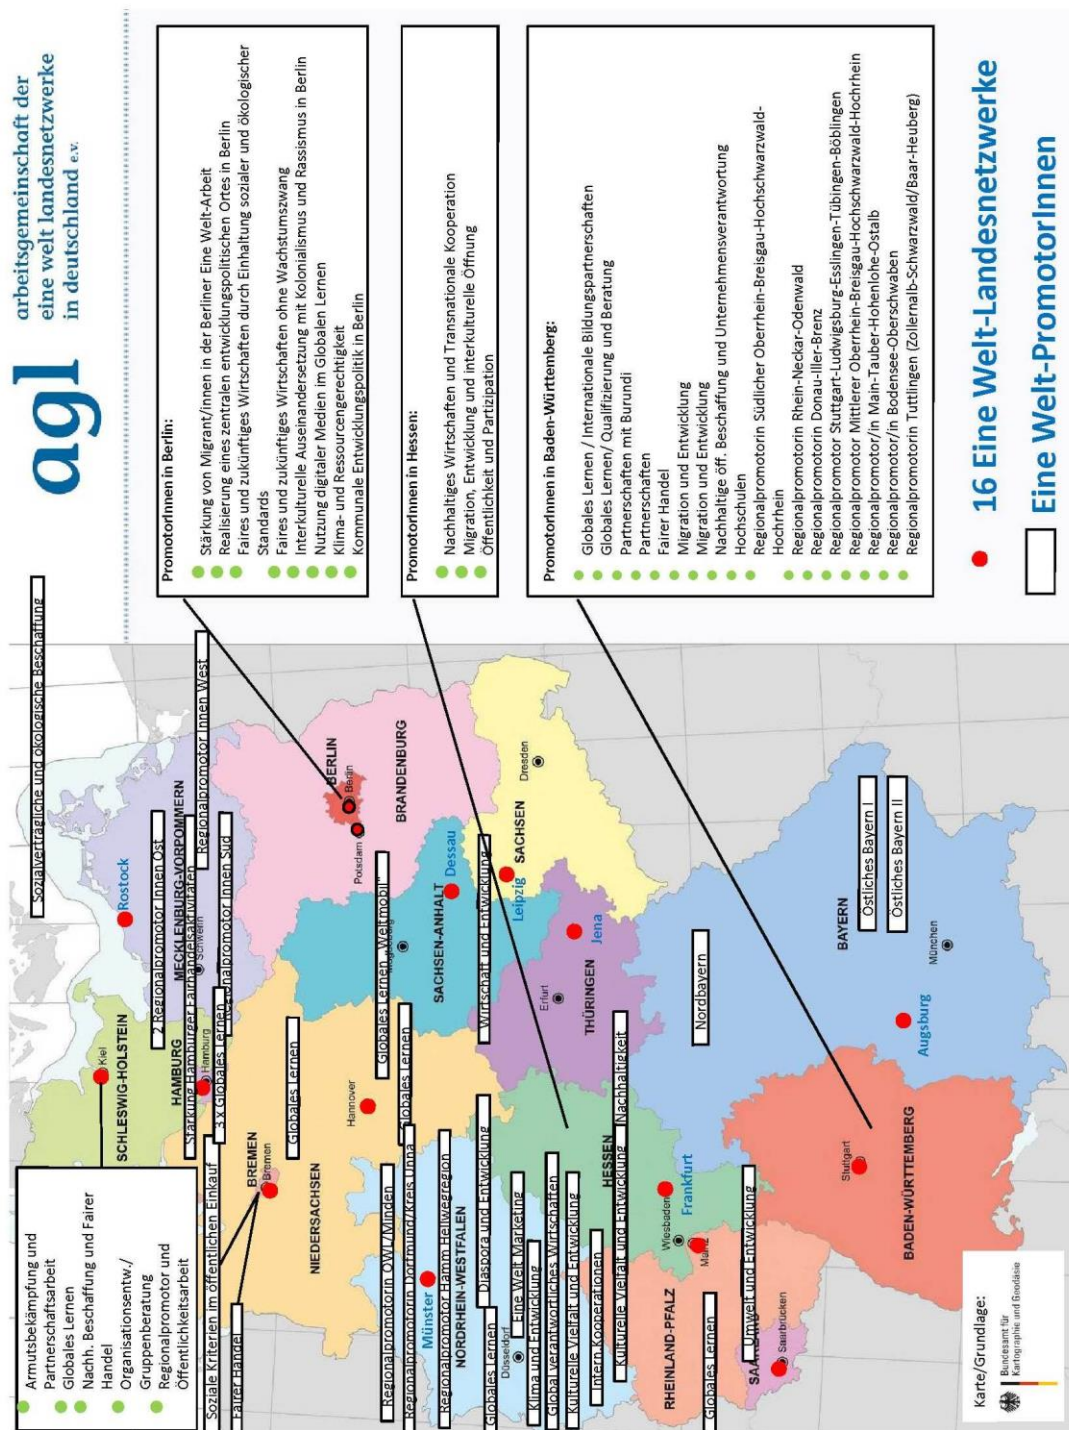 agl
arbeitsgemeinschaft der
eine welt landesnetzwerke
in deutschland e.v.
Sozialverträgliche und ökologische Beschaffung
PromotorInnen in Berlin:
Stärkung von Migrant/innen in der Berliner Eine Welt-Arbeit
Realisierung eines zentralen entwicklungspolitischen Ortes in Berlin
Faires und zukünftiges Wirtschaften durch Einhaltung sozialer und ökologischer
Standards
Faires und zukünftiges Wirtschaften ohne Wachstumszwang
Interkulturelle Auseinandersetzung mit Kolonialismus und Rassismus in Berlin
Nutzung digitaler Medien im Globalen Lernen
Klima- und Ressourcengerechtigkeit
Kommunale Entwicklungspolitik in Berlin
PromotorInnen in Hessen:
Nachhaltiges Wirtschaften und Transnationale Kooperation
Migration, Entwicklung und interkulturelle Öffnung
Öffentlichkeit und Partizipation
PromotorInnen in Baden-Württemberg:
Globales Lernen / Internationale Bildungspartnerschaften
Globales Lernen/ Qualifizierung und Beratung
Partnerschaften mit Burundi
Partnerschaften
Fairer Handel
Migration und Entwicklung
Migration und Entwicklung
Nachhaltige öff. Beschaffung und Unternehmensverantwortung
Hochschulen
Regionalpromotorin Südlicher Oberrhein-Breisgau-Hochschwarzwald-
Hochrhein
Regionalpromotorin Rhein-Neckar-Odenwald
Regionalpromotorin Donau-Iller-Brenz
Regionalpromotor Stuttgart-Ludwigsburg-Esslingen-Tübingen-Böblingen
Regionalpromotor Mittlerer Oberrhein-Breisgau-Hochschwarzwald-Hochrhein
Regionalpromotor/in Main-Tauber-Hohenlohe-Ostalb
Regionalpromotor/in Bodensee-Oberschwaben
Regionalpromotorin Tuttlingen (Zollernalb-Schwarzwald/Baar-Heuberg)
16 Eine Welt-Landesnetzwerke
Eine Welt-PromotorInnen
Armutsbekämpfung und
Partnerschaftsarbeit
Globales Lernen
Nachh. Beschaffung und Fairer
Handel
Organisationsentw./
Gruppenberatung
Regionalpromotor und
Öffentlichkeitsarbeit
SCHLESWIG-HOLSTEIN
Kiel
Rostock
MECKLENBURG-VORPOMMERN
Schwerin
2 Regionalpromotor Innen Ost
Regionalpromotor Innen West
Regionalpromotor Innen Süd
HAMBURG
Hamburg
Stärkung Hamburger Fairhandelsaktivitäten
3 x Globales Lernen
Soziale Kriterien im öffentlichen Einkauf
Fairer Handel
BREMEN
Bremen
Globales Lernen
NIEDERSACHSEN
Hannover
BERLIN
Berlin
Potsdam
BRANDENBURG
Globales Lernen „Weltmobil"
Globales Lernen
SACHSEN-ANHALT
Dessau
Wirtschaft und Entwicklung
SACHSEN
Dresden
Leipzig
THÜRINGEN
Erfurt
Jena
Regionalpromotorin OWL/Minden
Regionalpromotorin Dortmund/Kreis Unna
Regionalpromotor Hamm Hellwegregion
Münster
NORDRHEIN-WESTFALEN
Düsseldorf
Diaspora und Entwicklung
Globales Lernen
Eine Welt Marketing
Klima und Entwicklung
Global verantwortliches Wirtschaften
Kulturelle Vielfalt und Entwicklung
Intern.Kooperationen
Kulturelle Vielfalt und Entwicklung
Nachhaltigkeit
HESSEN
Wiesbaden
Frankfurt
Mainz
RHEINLAND-PFALZ
Globales Lernen
Umwelt und Entwicklung
Saarbrücken
Nordbayern
BAYERN
Östliches Bayern I
Östliches Bayern II
München
Augsburg
BADEN-WÜRTTEMBERG
Stuttgart
Karte/Grundlage:
Bundesamt für
Kartographie und Geodäsie